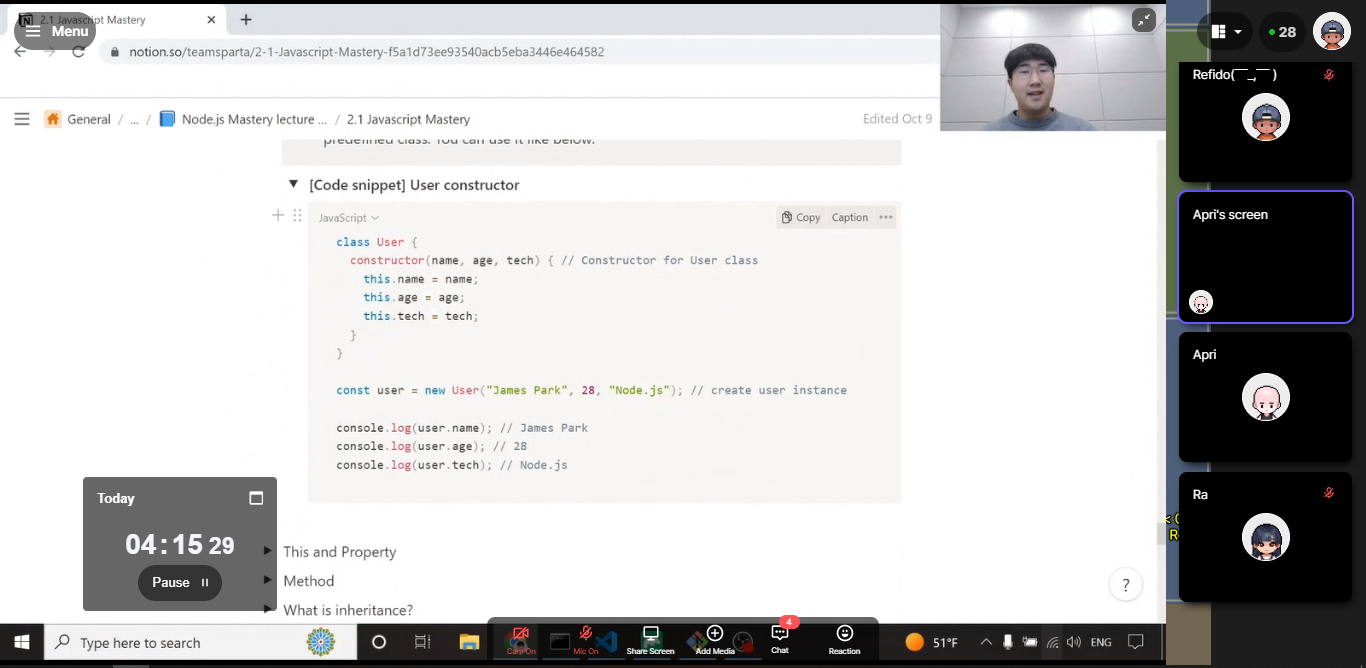 2.1 Javascript Mastery
Menu
notion.so/teamsparta/2-1-Javascript-Mastery-f5a1d73ee93540acb5eba3446e464582
General / ... / Node.js Mastery lecture ... / 2.1 Javascript Mastery
Edited Oct 9
predefined class. You can use it like below.
[Code snippet] User constructor
JavaScript
Copy Caption
class User {
constructor(name, age, tech) { // Constructor for User class
this.name = name;
this.age = age;
this.tech = tech;
}
}
const user = new User("James Park", 28, "Node.js"); // create user instance
console.log(user.name); // James Park
console.log(user.age); // 28
console.log(user.tech); // Node.js
Today
04:15 29
Pause
This and Property
Method
What is inheritance?
?
Type here to search
Cam On
Mic On
Share Screen
Add Media
4
Chat
Reaction
51°F
ENG
28
Refido(￣_,￣ )
Apri's screen
Apri
Ra